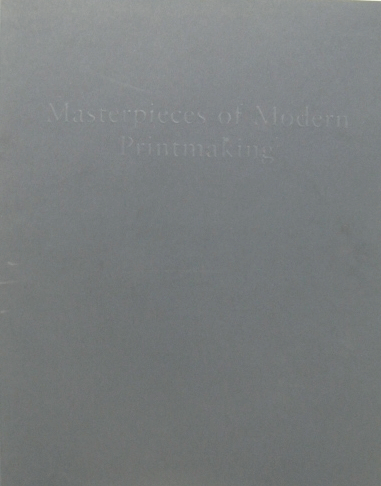 Masterpieces of Modern
Printmaking